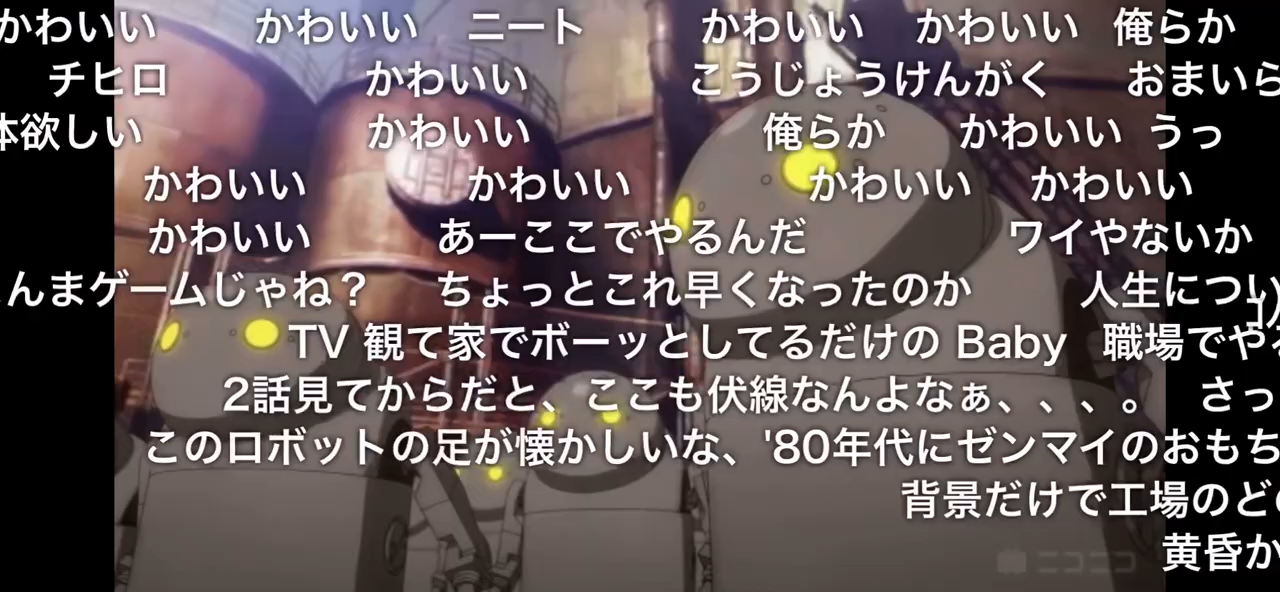 かわいい かわいい ニート かわいい かわいい 俺らか
チヒロ かわいい こうじょうけんがく おまいら
体欲しい かわいい 俺らか かわいい うっ
かわいい かわいい かわいい かわいい
かわいい あーここでやるんだ ワイやないか
んまゲームじゃね？ ちょっとこれ早くなったのか 人生につい
TV 観て家でボーッとしてるだけの Baby 職場でや
2話見てからだと、ここも伏線なんよなぁ、、、。 さっ
このロボットの足が懐かしいな、'80年代にゼンマイのおもち
背景だけで工場のど
黄昏か
ニコニコ